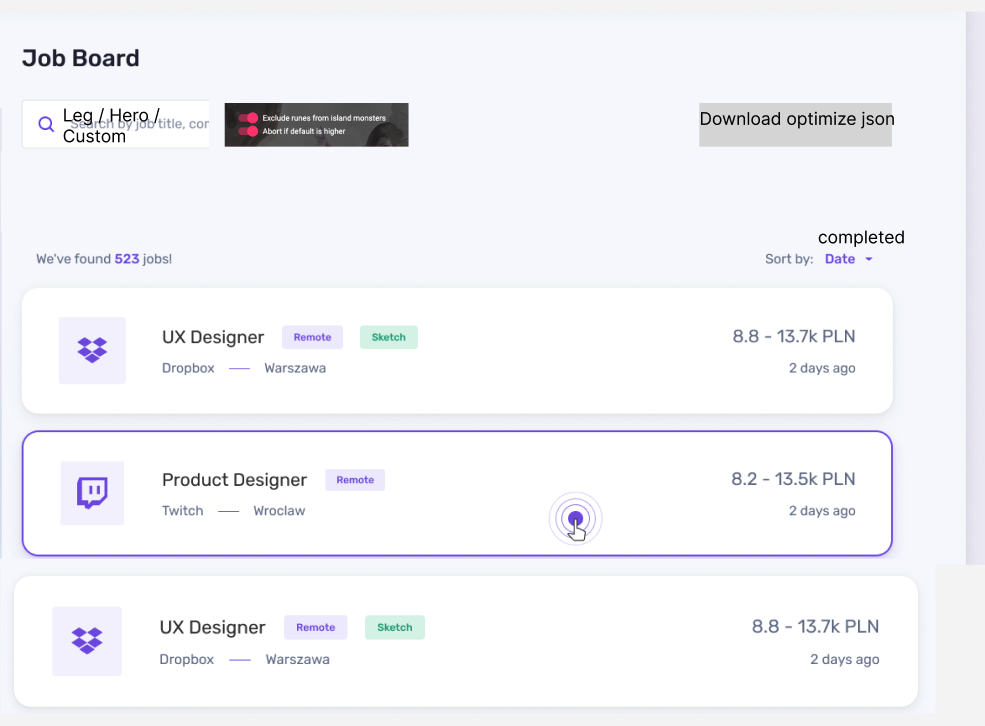 Job Board
Leg / Hero /
Custom
Search by job title, cor
Exclude runes from island monsters
Abort if default is higher
Download optimize json
completed
We've found 523 jobs!
Sort by: Date
UX Designer Remote Sketch
8.8 - 13.7k PLN
Dropbox — Warszawa
2 days ago
Product Designer Remote
8.2 - 13.5k PLN
Twitch — Wroclaw
2 days ago
UX Designer Remote Sketch
8.8 - 13.7k PLN
Dropbox — Warszawa
2 days ago